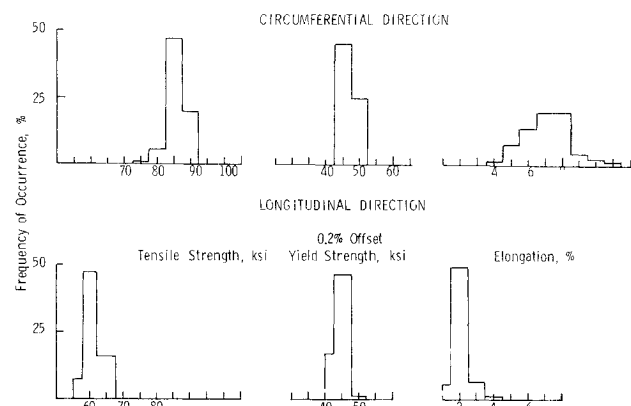 CIRCUMFERENTIAL DIRECTION
50
25
70 80 90 100
40 50 60
4 6 8
Frequency of Occurrence, %
LONGITUDINAL DIRECTION
0.2% Offset
Tensile Strength, ksi Yield Strength, ksi Elongation, %
50
25
60 70 80
40 50
2 4 6